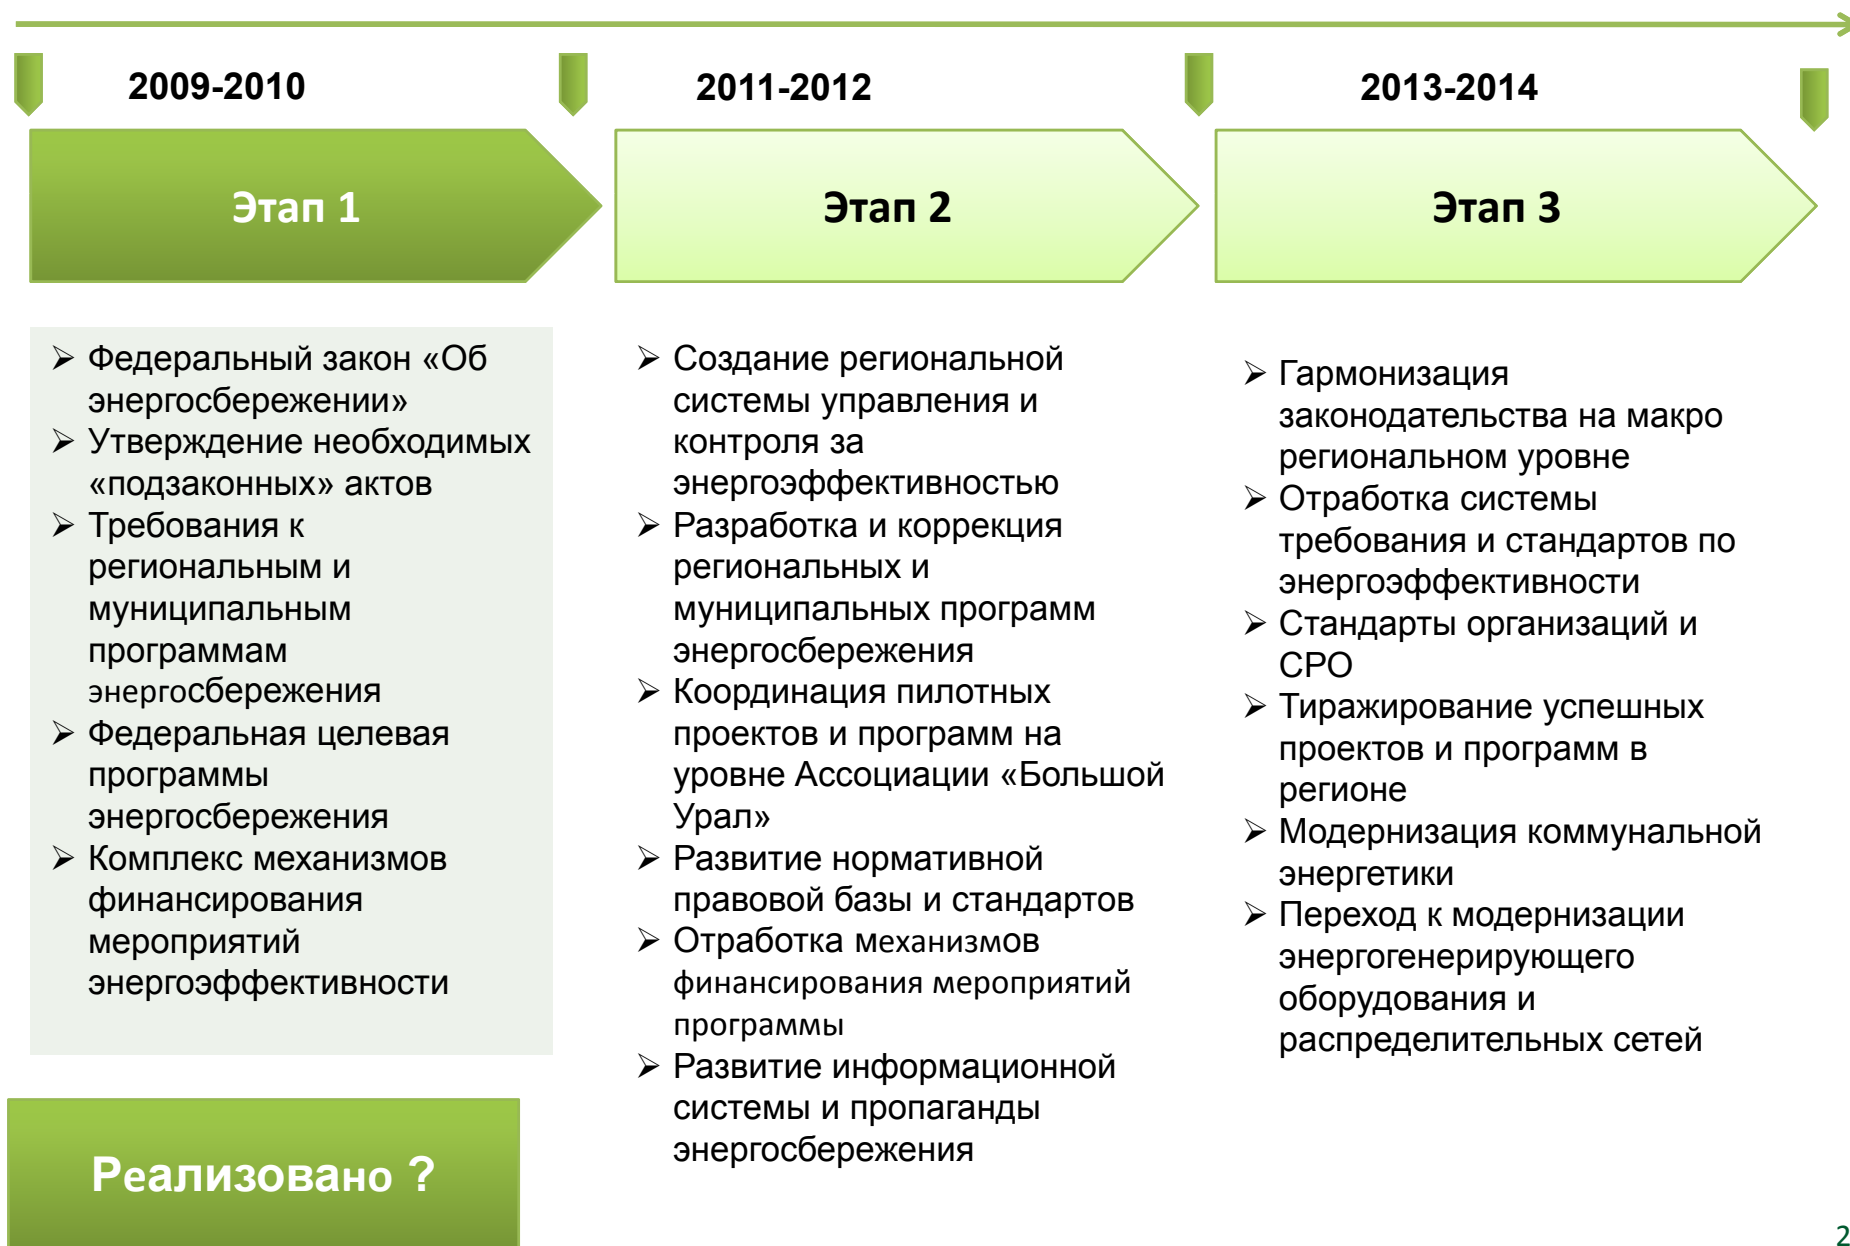 2009-2010
2011-2012
2013-2014
Этап 1
Этап 2
Этап 3
Федеральный закон «Об
энергосбережении»
Утверждение необходимых
«подзаконных» актов
Требования к
региональным и
муниципальным
программам
энергосбережения
Федеральная целевая
программы
энергосбережения
Комплекс механизмов
финансирования
мероприятий
энергоэффективности
Реализовано ?
Создание региональной
системы управления и
контроля за
энергоэффективностью
Разработка и коррекция
региональных и
муниципальных программ
энергосбережения
Координация пилотных
проектов и программ на
уровне Ассоциации «Большой
Урал»
Развитие нормативной
правовой базы и стандартов
Отработка механизмов
финансирования мероприятий
программы
Развитие информационной
системы и пропаганды
энергосбережения
Гармонизация
законодательства на макро
региональном уровне
Отработка системы
требования и стандартов по
энергоэффективности
Стандарты организаций и
СРО
Тиражирование успешных
проектов и программ в
регионе
Модернизация коммунальной
энергетики
Переход к модернизации
энергогенерирующего
оборудования и
распределительных сетей
2